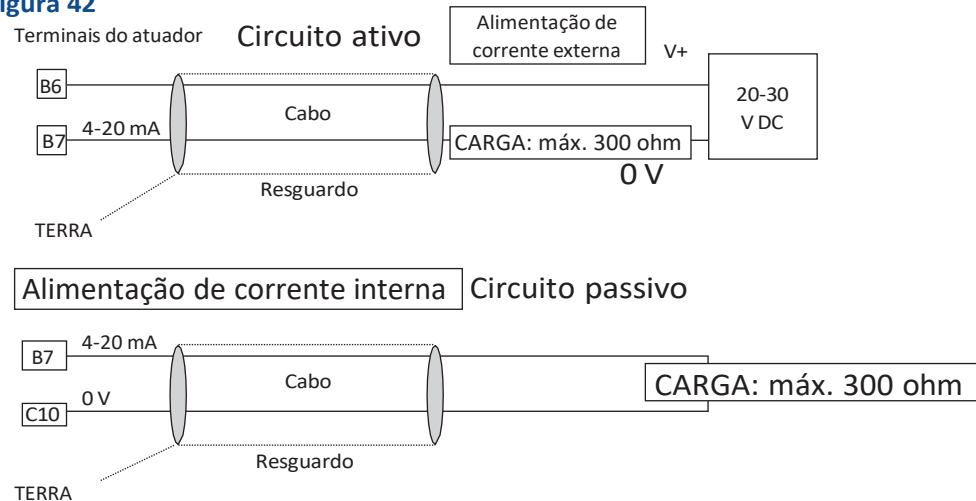 igura 42
Terminais do atuador
Circuito ativo
Alimentação de
corrente externa
V+
B6
20-30
V DC
Cabo
4-20 mA
B7
CARGA: máx. 300 ohm
0 V
Resguardo
TERRA
Alimentação de corrente interna
Circuito passivo
4-20 mA
B7
Cabo
CARGA: máx. 300 ohm
0 V
C10
Resguardo
TERRA